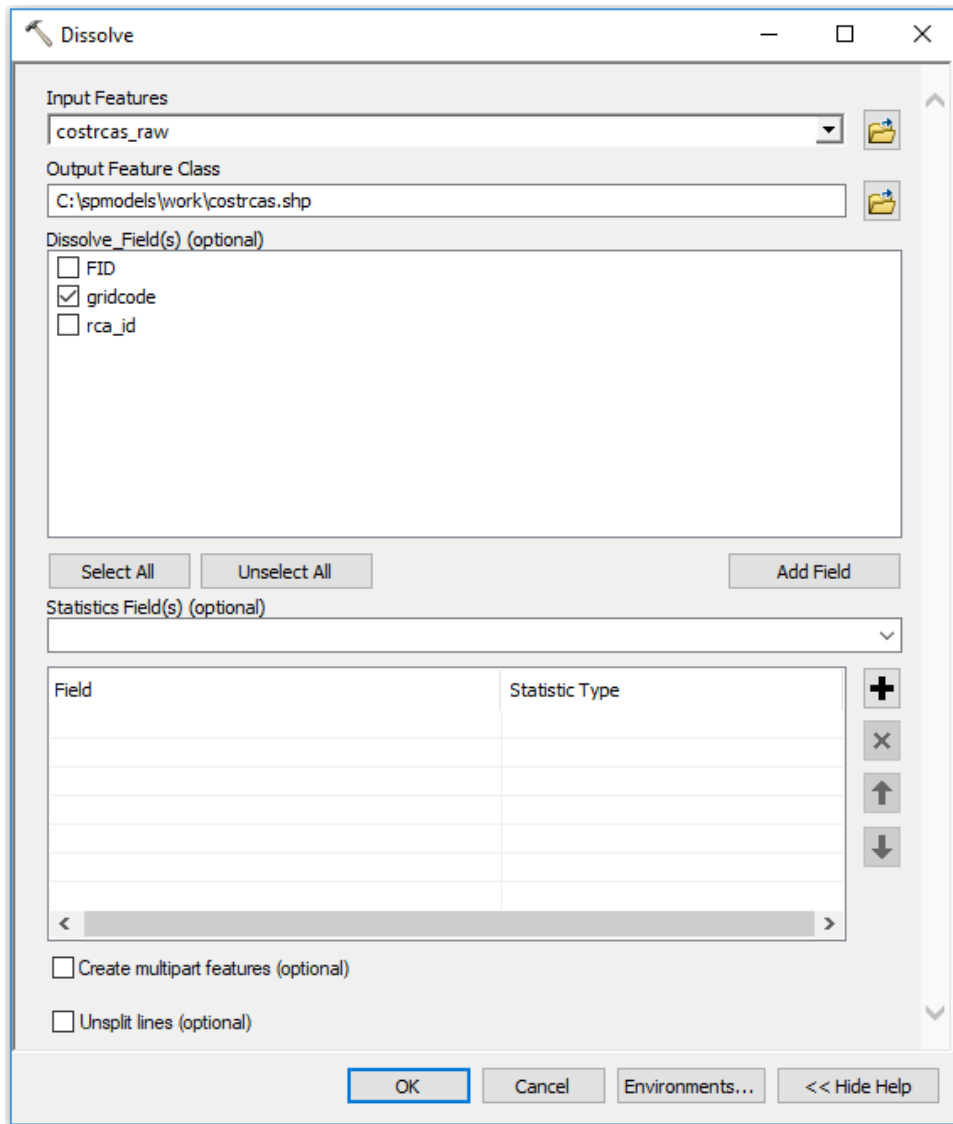 Dissolve
Input Features
costrcas_raw
Output Feature Class
C:\spmodels\work\costrcas.shp
Dissolve_Field(s) (optional)
FID
gridcode
rca_id
Select All Unselect All Add Field
Statistics Field(s) (optional)
Field Statistic Type
Create multipart features (optional)
Unsplit lines (optional)
OK Cancel Environments... << Hide Help